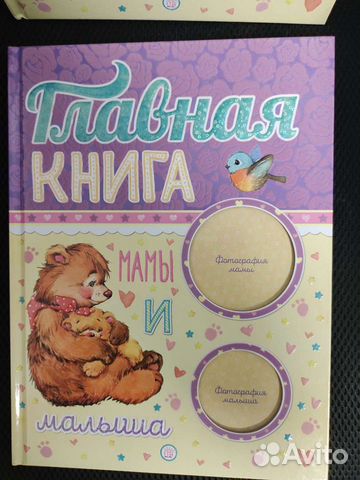 Главная
КНИГА
МАМЫ
И
малыша
Фотография
мамы
Фотография
малыша
Avito